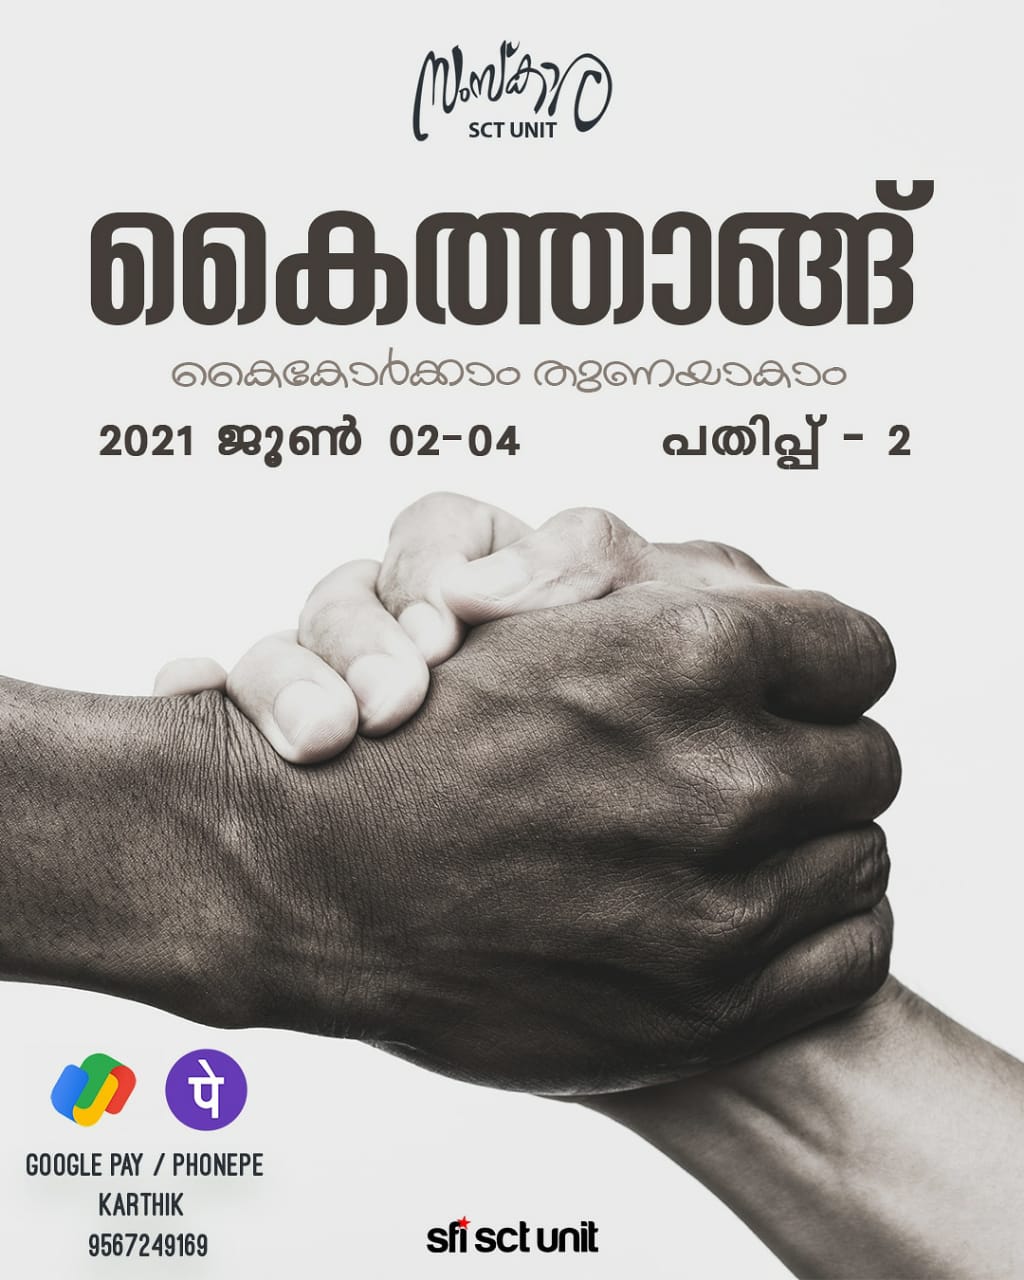 സംസ്കാര
SCT UNIT
കൈത്താങ്ങ്
കൈകോർക്കാം തുണയാകാം
2021 ജൂൺ 02-04 പതിപ്പ് - 2
पे
GOOGLE PAY / PHONEPE
KARTHIK
9567249169
sfi sct unit